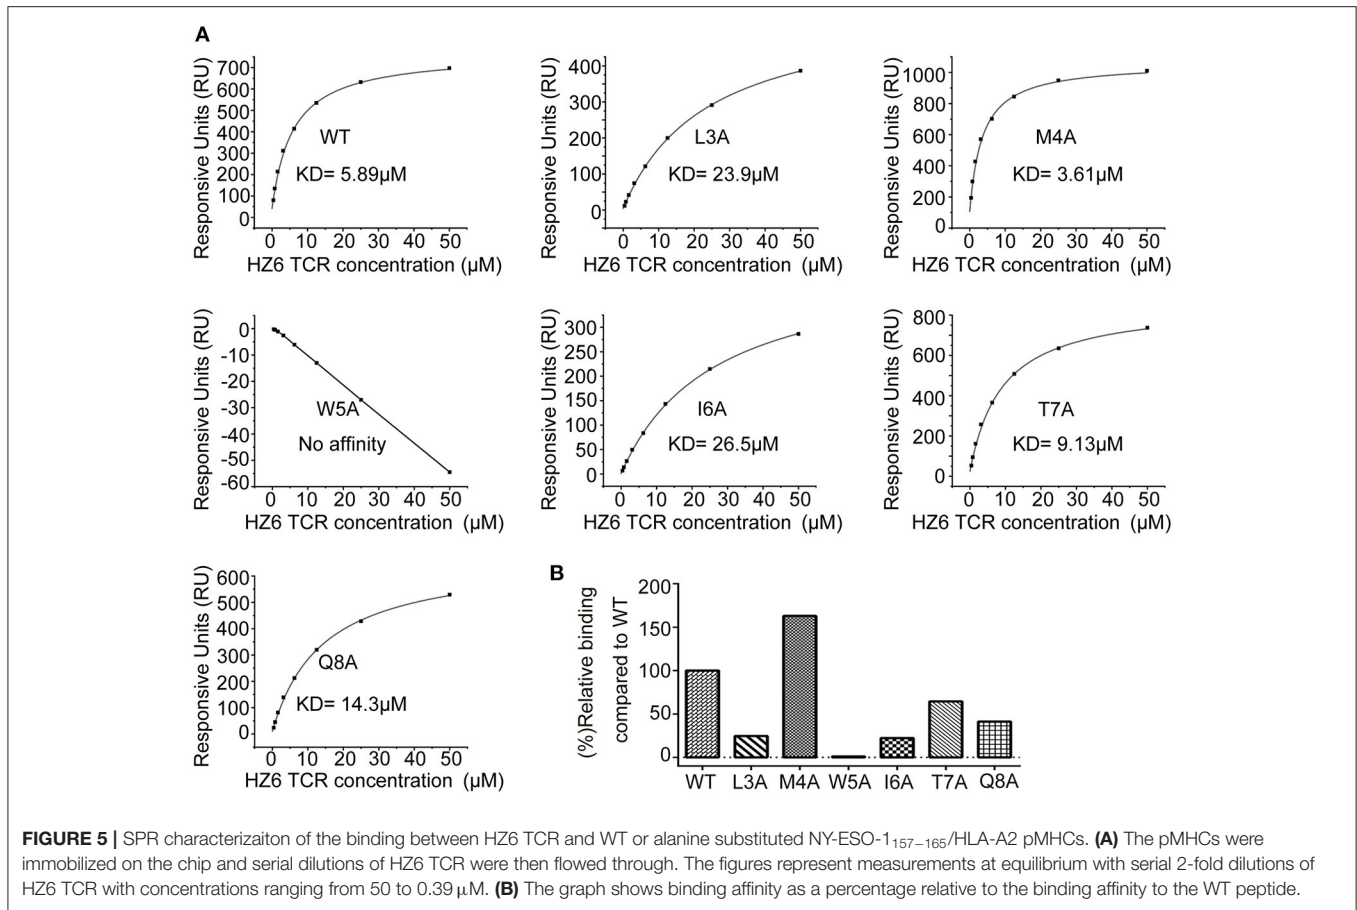 A
Responsive Units (RU)
700
600
500
400
300
200
100
0
WT
KD= 5.89µM
0 10 20 30 40 50
HZ6 TCR concentration (µM)
Responsive Units (RU)
400
300
200
100
0
L3A
KD= 23.9µM
0 10 20 30 40 50
HZ6 TCR concentration (µM)
Responsive Units (RU)
1000
800
600
400
200
0
M4A
KD= 3.61µM
0 10 20 30 40 50
HZ6 TCR concentration (µM)
Responsive Units (RU)
0
-10
-20
-30
-40
-50
-60
W5A
No affinity
0 10 20 30 40 50
HZ6 TCR concentration (µM)
Responsive Units (RU)
300
250
200
150
100
50
0
I6A
KD= 26.5µM
0 10 20 30 40 50
HZ6 TCR concentration (µM)
Responsive Units (RU)
800
600
400
200
0
T7A
KD= 9.13µM
0 10 20 30 40 50
HZ6 TCR concentration (µM)
Responsive Units (RU)
600
500
400
300
200
100
0
Q8A
KD= 14.3µM
0 10 20 30 40 50
HZ6 TCR concentration (µM)
B
(%)Relative binding
compared to WT
200
150
100
50
0
WT L3A M4A W5A I6A T7A Q8A
FIGURE 5 | SPR characterizaiton of the binding between HZ6 TCR and WT or alanine substituted NY-ESO-1157–165/HLA-A2 pMHCs. (A) The pMHCs were
immobilized on the chip and serial dilutions of HZ6 TCR were then flowed through. The figures represent measurements at equilibrium with serial 2-fold dilutions of
HZ6 TCR with concentrations ranging from 50 to 0.39 µM. (B) The graph shows binding affinity as a percentage relative to the binding affinity to the WT peptide.